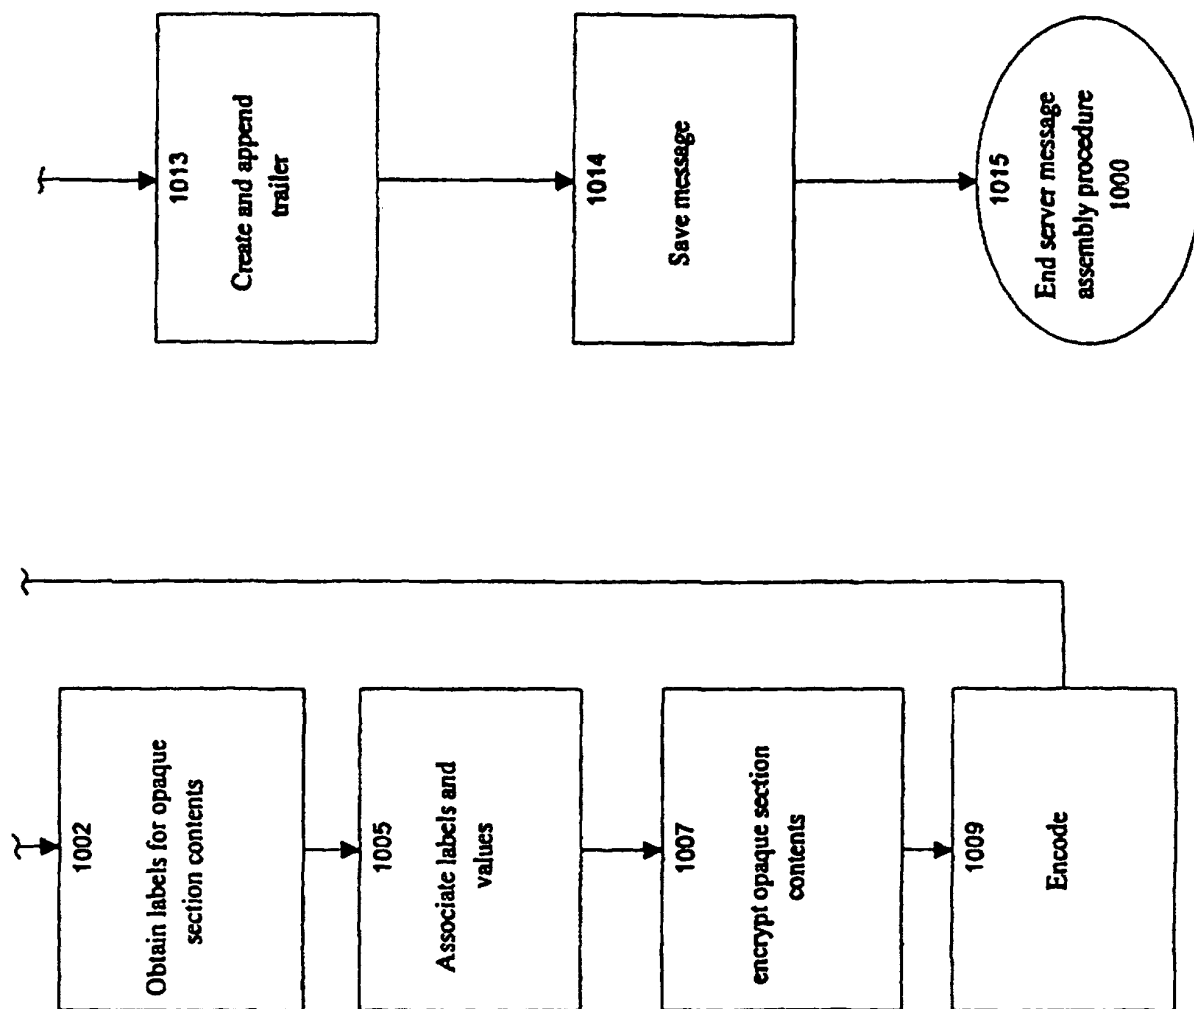 1002
Obtain labels for opaque
section contents
1005
Associate labels and
values
1007
encrypt opaque section
contents
1009
Encode
1013
Create and append
trailer
1014
Save message
1015
End server message
assembly procedure
1000